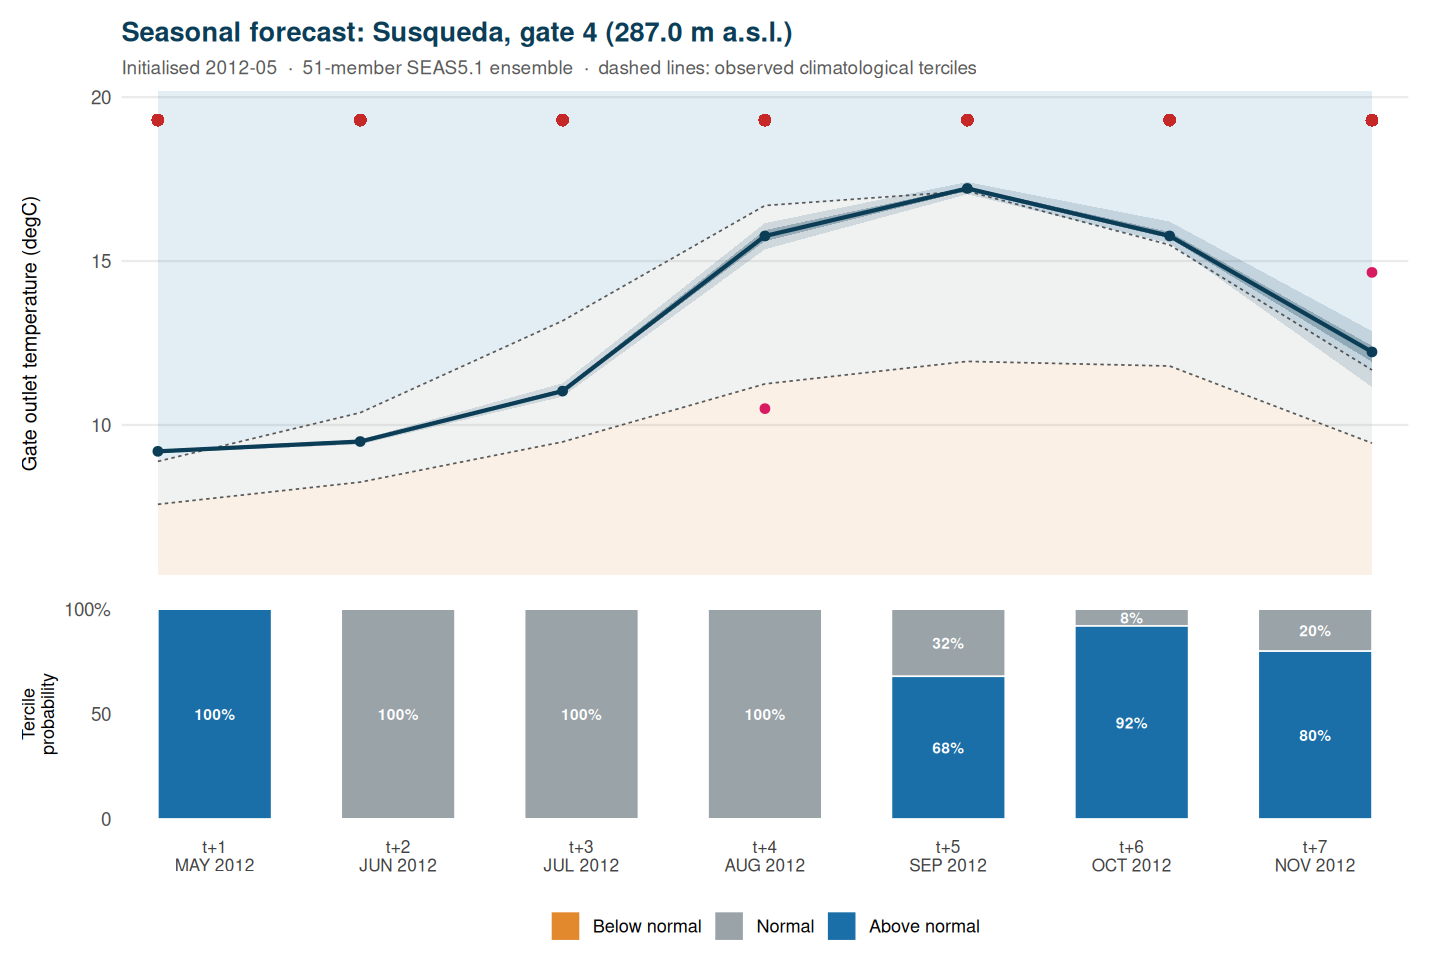 Seasonal forecast: Susqueda, gate 4 (287.0 m a.s.l.)
Initialised 2012-05 · 51-member SEAS5.1 ensemble · dashed lines: observed climatological terciles
Gate outlet temperature (degC)
20
15
10
Tercile
probability
100%
50
0
100%
100%
100%
100%
32%
68%
8%
92%
20%
80%
t+1
MAY 2012
t+2
JUN 2012
t+3
JUL 2012
t+4
AUG 2012
t+5
SEP 2012
t+6
OCT 2012
t+7
NOV 2012
Below normal
Normal
Above normal